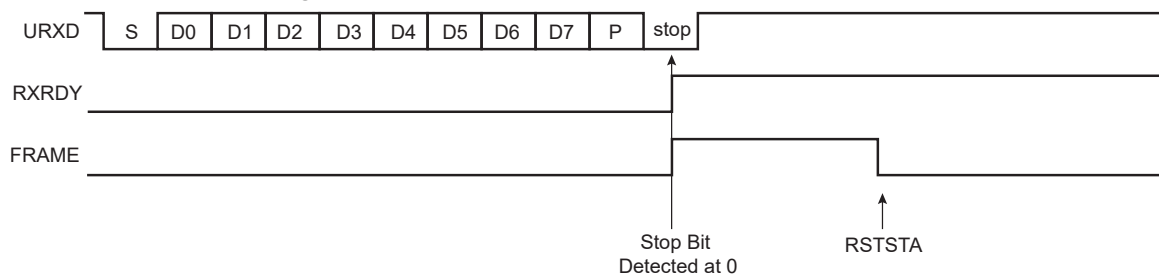 URXD S D0 D1 D2 D3 D4 D5 D6 D7 P stop
RXRDY
FRAME
Stop Bit RSTSTA
Detected at 0